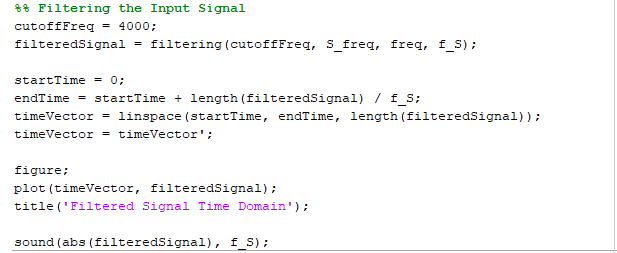 %% Filtering the Input Signal
cutoffFreq = 4000;
filteredSignal = filtering(cutoffFreq, S_freq, freq, f_S);
startTime = 0;
endTime = startTime + length(filteredSignal) / f_S;
timeVector = linspace(startTime, endTime, length(filteredSignal));
timeVector = timeVector';
figure;
plot(timeVector, filteredSignal);
title('Filtered Signal Time Domain');
sound(abs(filteredSignal), f_S);